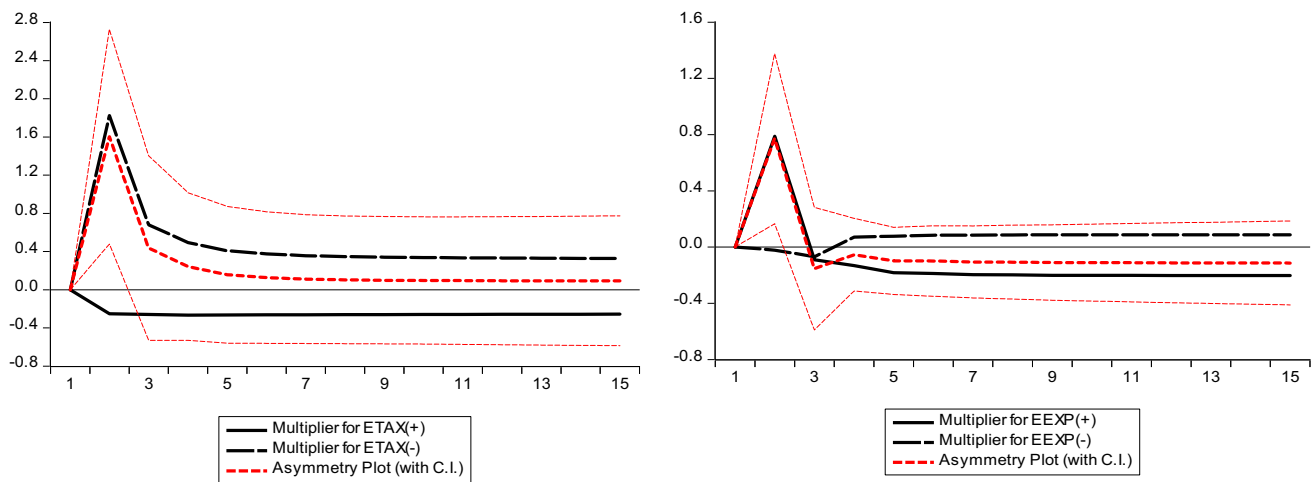 2.8
2.4
2.0
1.6
1.2
0.8
0.4
0.0
-0.4
-0.8
1 3 5 7 9 11 13 15
Multiplier for ETAX(+)
Multiplier for ETAX(-)
Asymmetry Plot (with C.I.)
1.6
1.2
0.8
0.4
0.0
-0.4
-0.8
1 3 5 7 9 11 13 15
Multiplier for EEXP(+)
Multiplier for EEXP(-)
Asymmetry Plot (with C.I.)